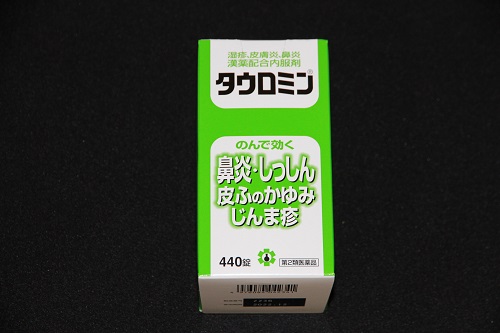 湿疹、皮膚炎、鼻炎
漢薬配合内服剤
タウロミン®
のんで効く
鼻炎・しっしん
皮ふのかゆみ
じんま疹
440錠
第2類医薬品